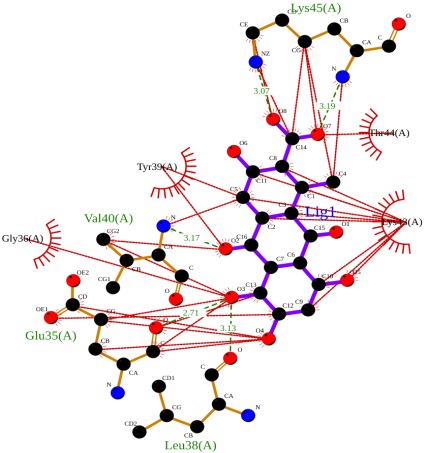 Lys45(A)
CE
CB
CG
CA
C
O
NZ
N
3.07
3.19
O8
O7
Thr44(A)
C14
O6
C8
Tyr39(A)
C11
C4
C1
C5
C3
Lig1
Val40(A)
N
C2
O1
3.17
C16
O2
C15
Gly36(A)
CG2
CA
CB
C7
C6
C
OE2
CG1
C13
C10
O
O3
CD
C12
C9
OE1
CG
2.71
O
3.13
O4
Glu35(A)
CB
C
O
CA
CD1
C
N
CG
CA
N
CD2
CB
Leu38(A)